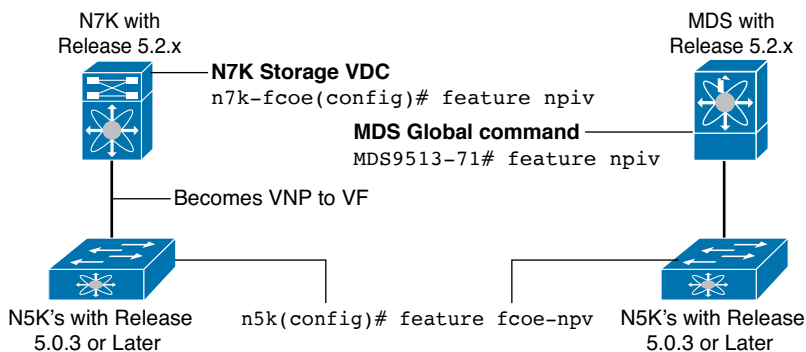 N7K with
Release 5.2.x
MDS with
Release 5.2.x
N7K Storage VDC
n7k-fcoe(config)# feature npiv
MDS Global command
MDS9513-71# feature npiv
Becomes VNP to VF
N5K's with Release
5.0.3 or Later
n5k(config)# feature fcoe-npv
N5K's with Release
5.0.3 or Later